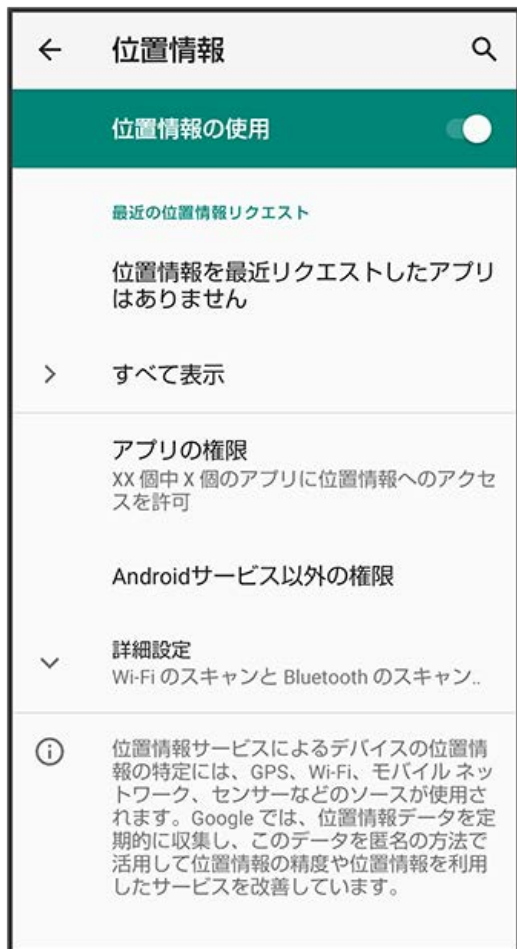 位置情報
位置情報の使用
最近の位置情報リクエスト
位置情報を最近リクエストしたアプリ
はありません
すべて表示
アプリの権限
XX 個中 X 個のアプリに位置情報へのアクセ
スを許可
Androidサービス以外の権限
詳細設定
Wi-Fi のスキャンと Bluetooth のスキャン..
位置情報サービスによるデバイスの位置情
報の特定には、GPS、Wi-Fi、モバイル ネッ
トワーク、センサーなどのソースが使用さ
れます。Google では、位置情報データを定
期的に収集し、このデータを匿名の方法で
活用して位置情報の精度や位置情報を利用
したサービスを改善しています。